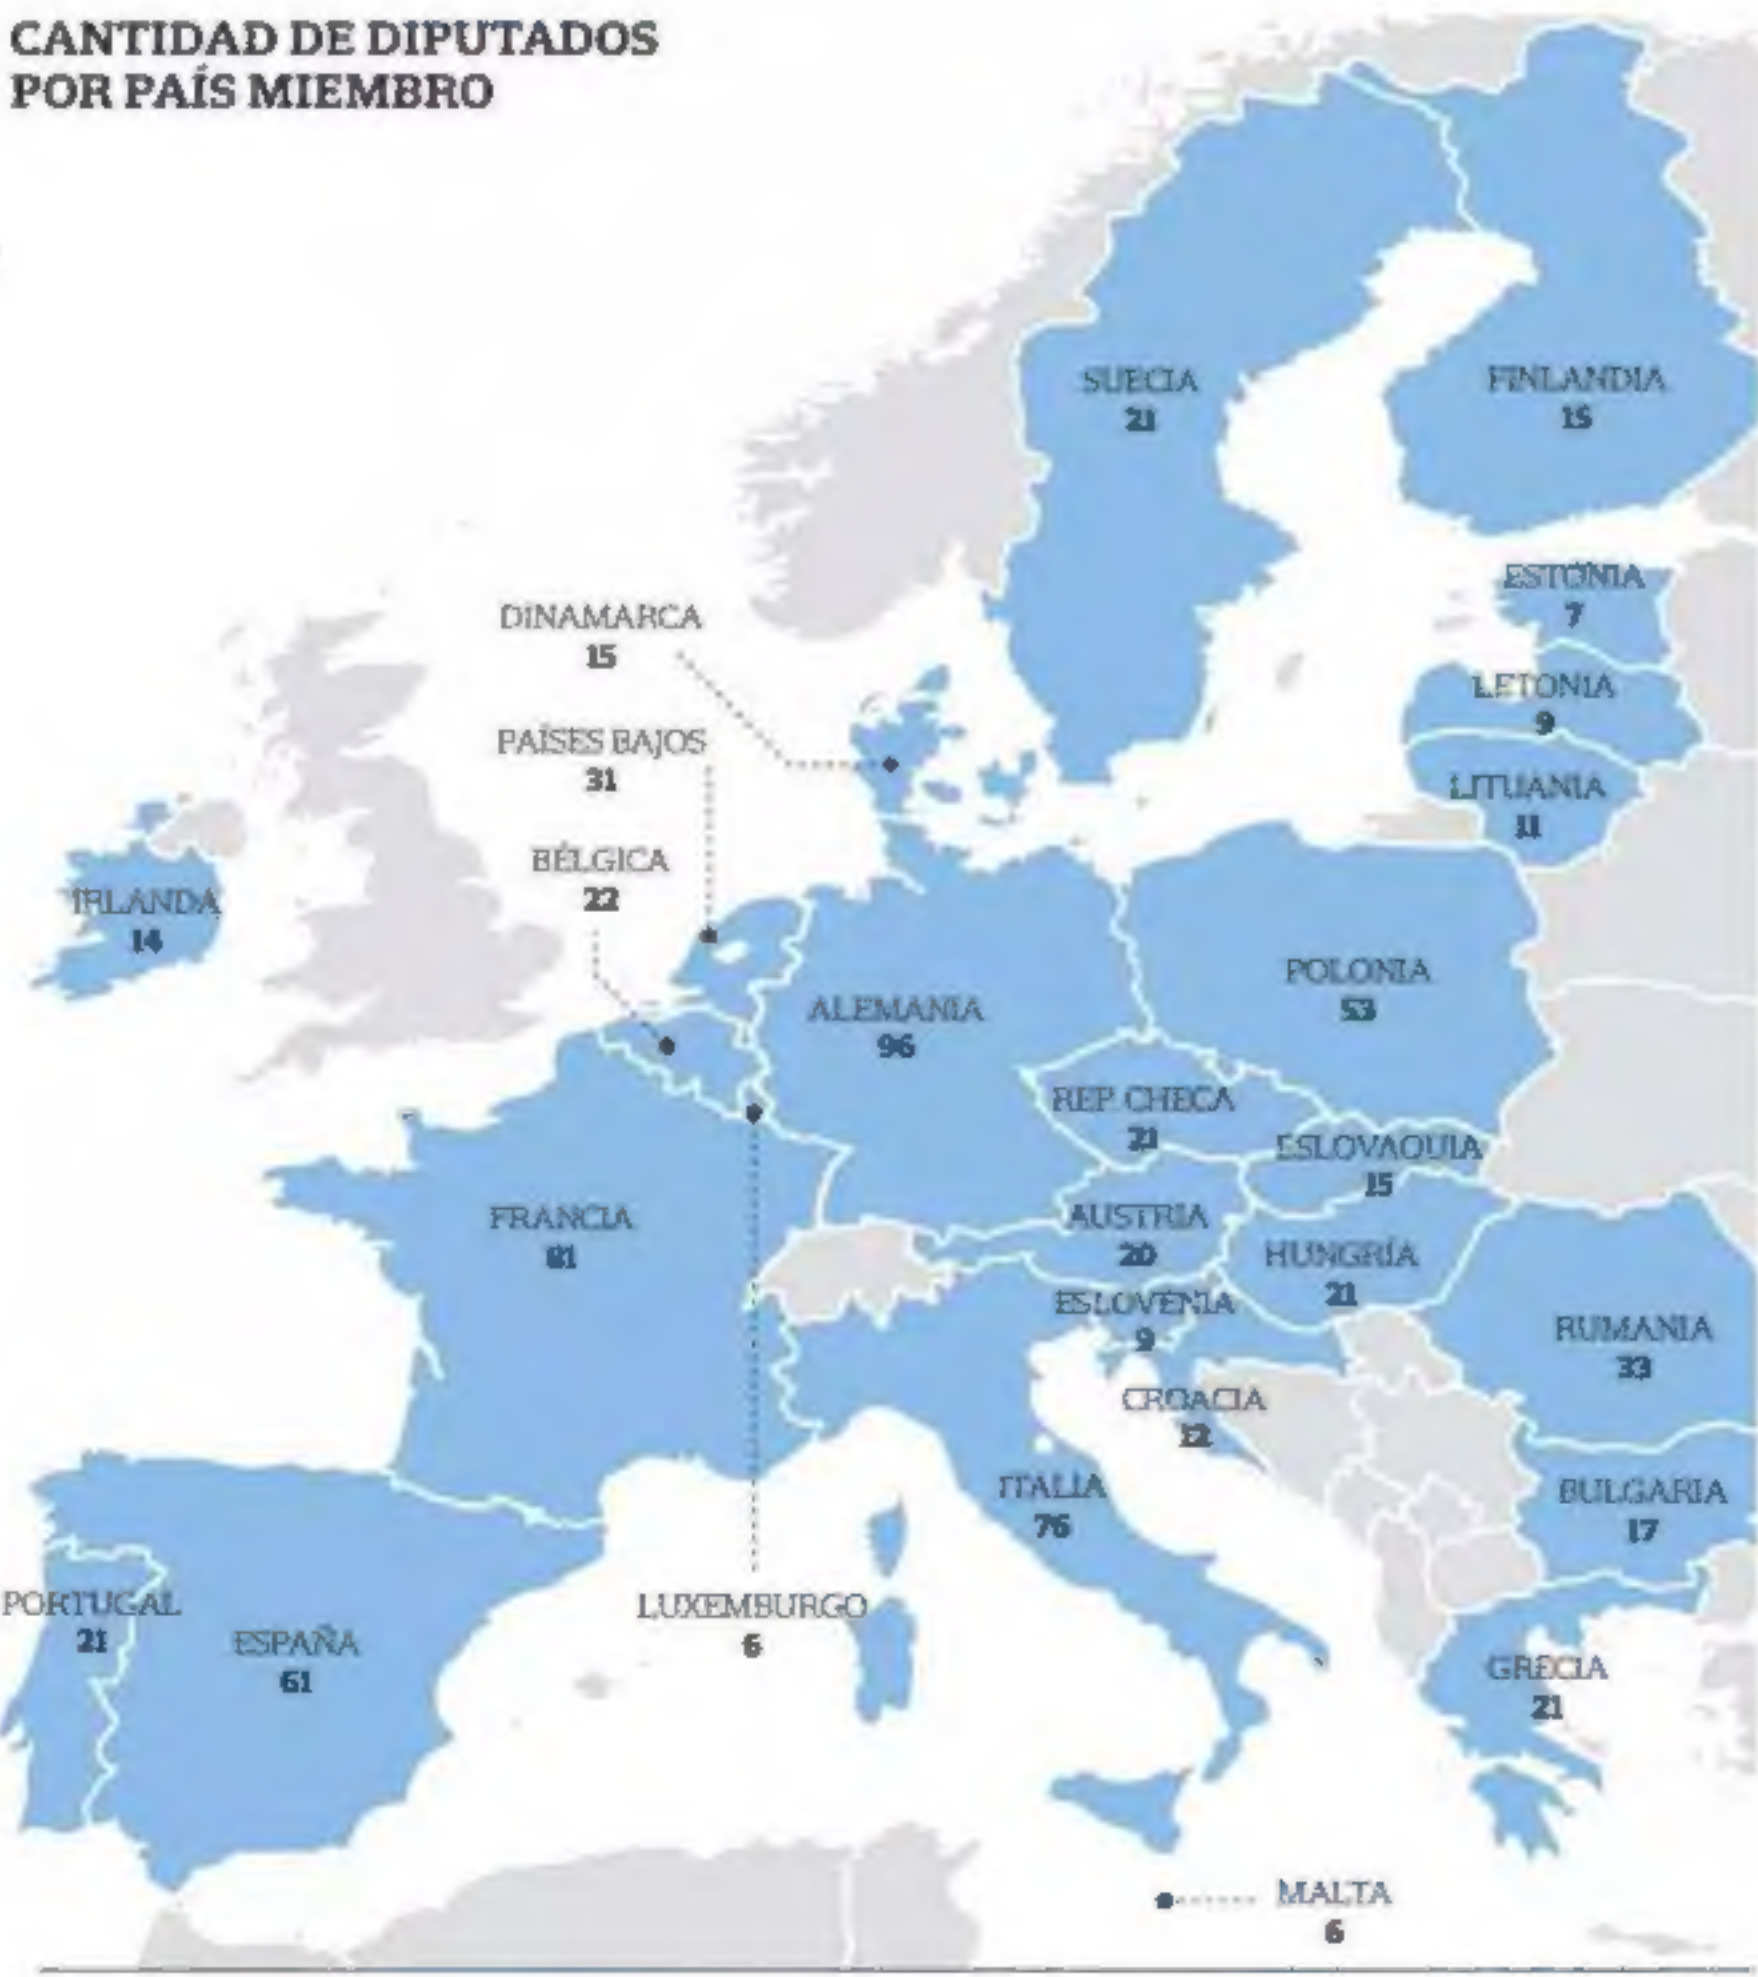 CANTIDAD DE DIPUTADOS
POR PAÍS MIEMBRO
SUECIA
21
FINLANDIA
15
ESTONIA
7
DINAMARCA
15
LETONIA
9
PAÍSES BAJOS
31
LITUANIA
11
BÉLGICA
22
IRLANDA
14
POLONIA
53
ALEMANIA
96
REP. CHECA
21
ESLOVAQUIA
15
FRANCIA
81
AUSTRIA
20
HUNGRÍA
21
ESLOVENIA
9
RUMANIA
33
CROACIA
12
ITALIA
76
BULGARIA
17
PORTUGAL
21
LUXEMBURGO
6
ESPAÑA
61
GRECIA
21
MALTA
6